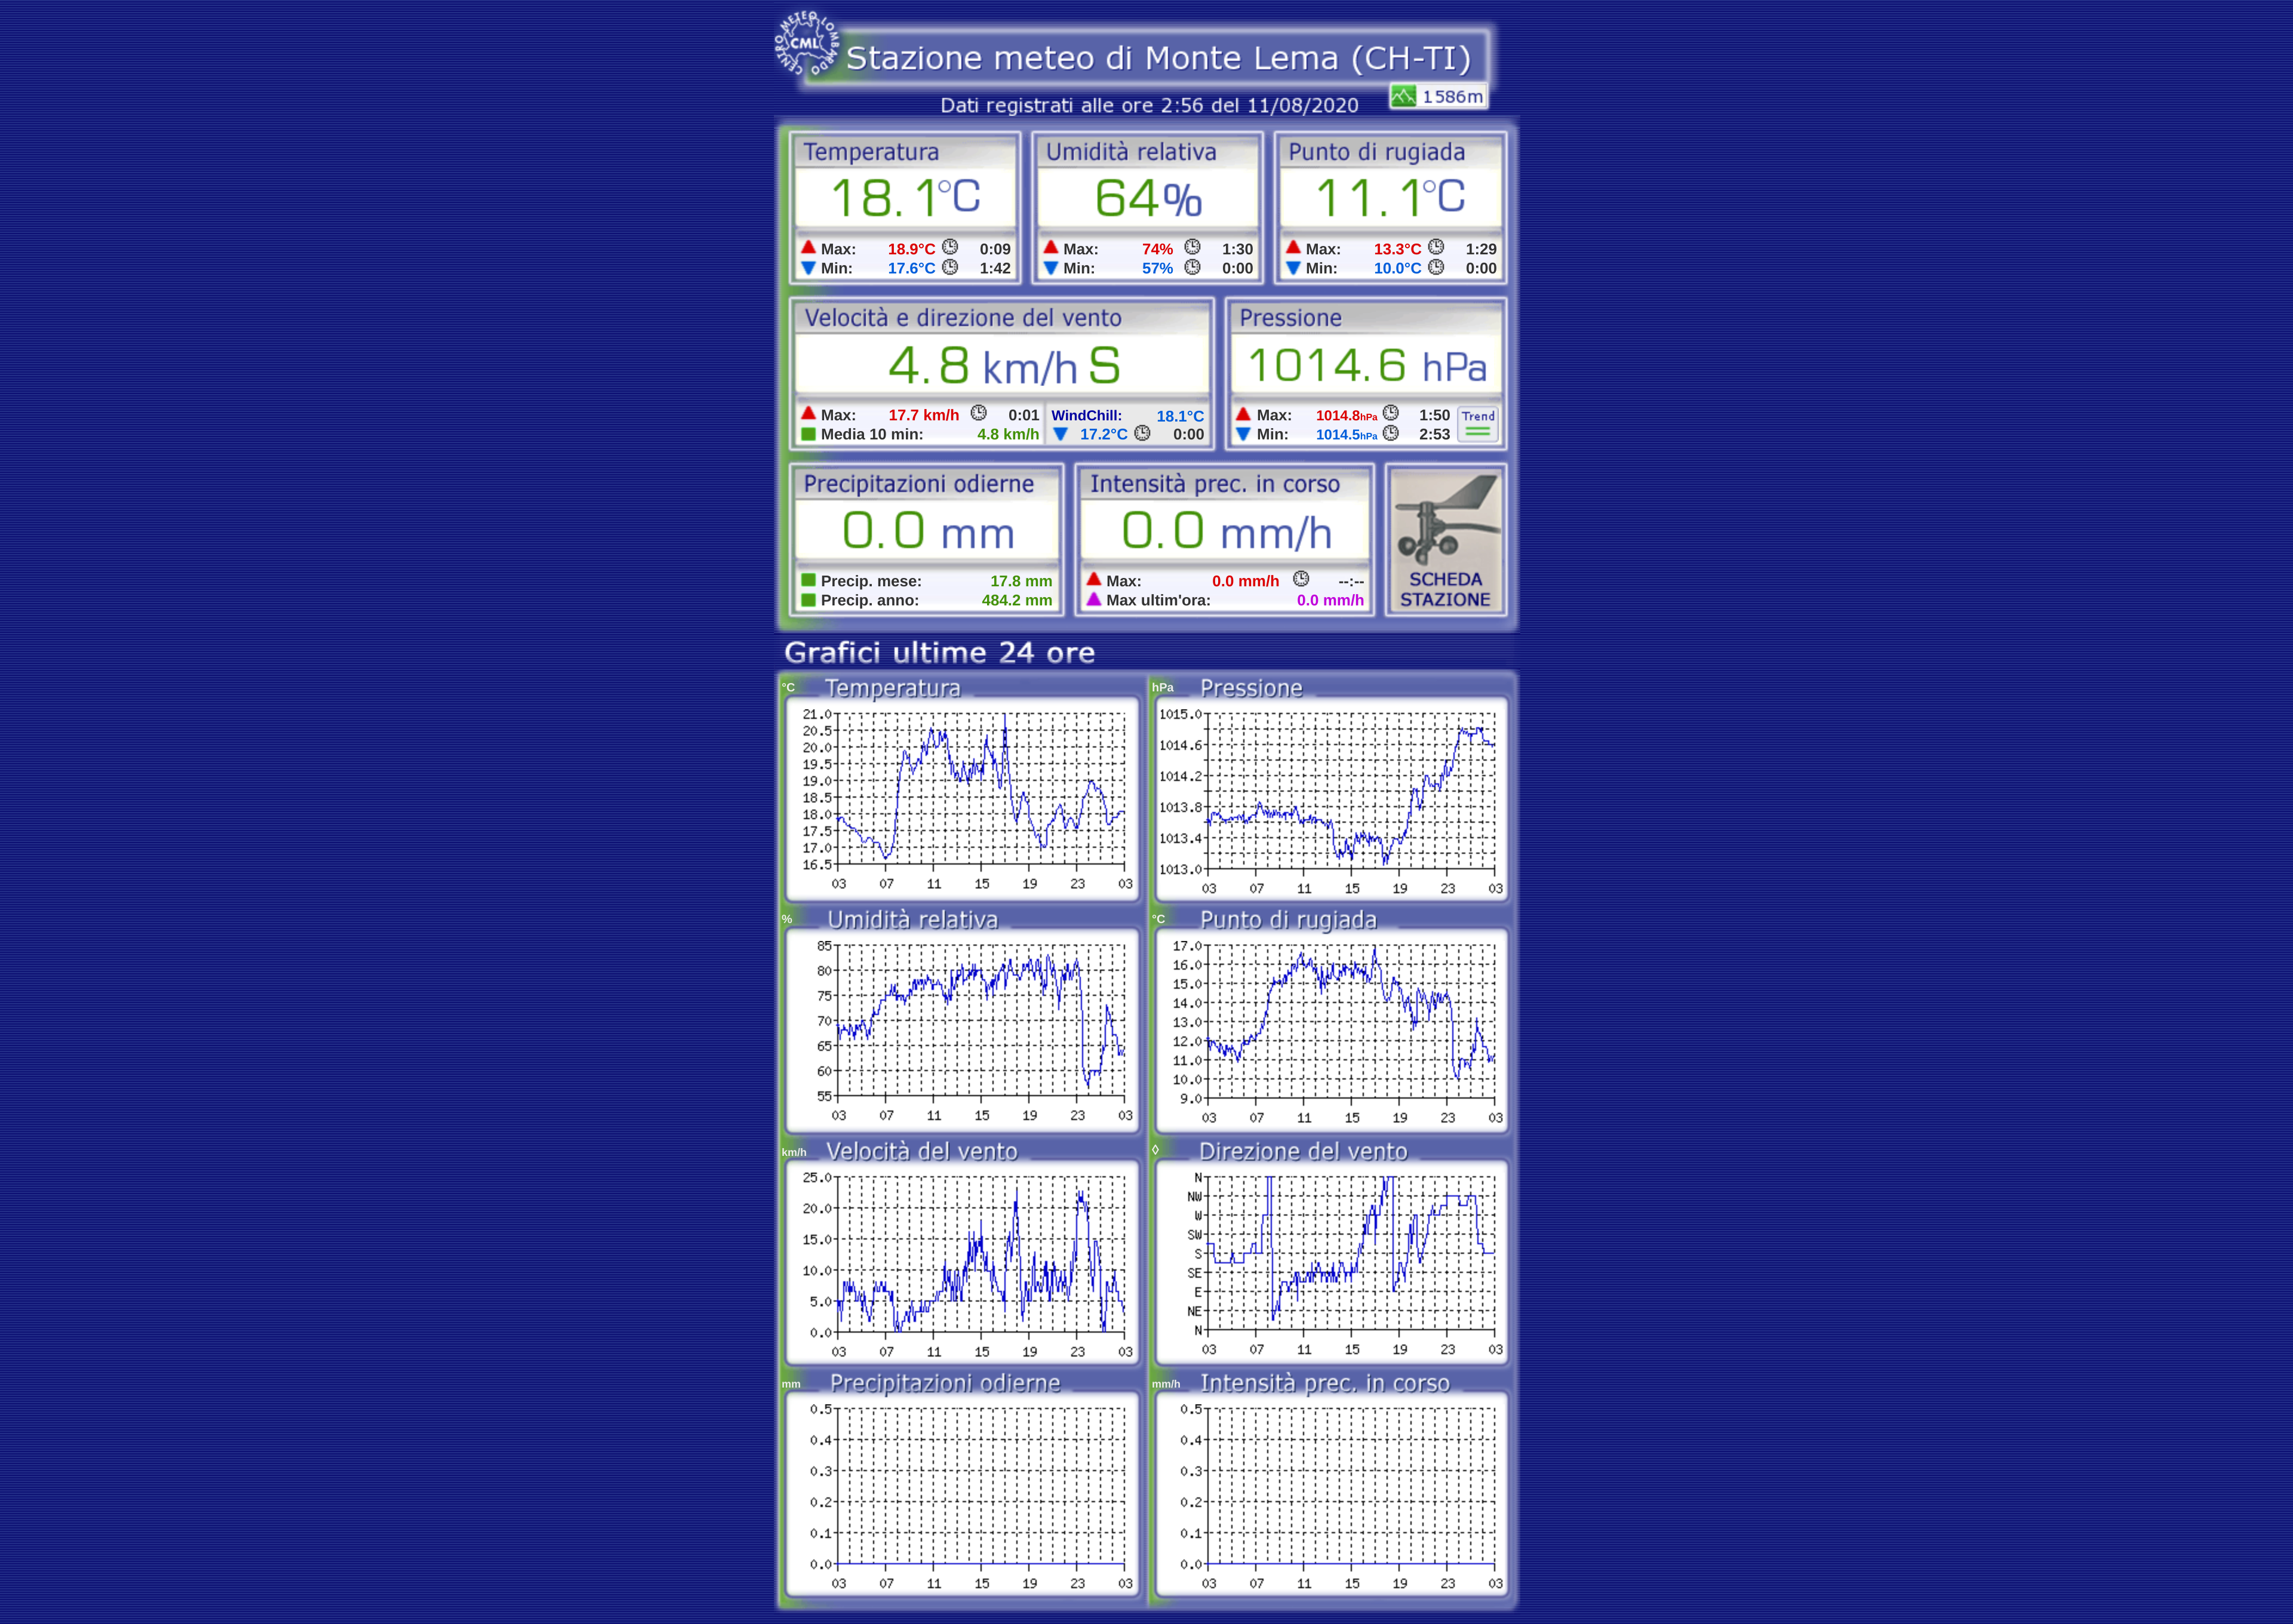 CENTRO METEO LOMBARDO
CML
Stazione meteo di Monte Lema (CH-TI)
1586m
Dati registrati alle ore 2:56 del 11/08/2020
Temperatura Umidità relativa Punto di rugiada
18.1°C 64% 11.1°C
Max: 18.9°C 0:09 Max: 74% 1:30 Max: 13.3°C 1:29
Min: 17.6°C 1:42 Min: 57% 0:00 Min: 10.0°C 0:00
Velocità e direzione del vento Pressione
4.8 km/h S 1014.6 hPa
Max: 17.7 km/h 0:01 WindChill: 18.1°C Max: 1014.8hPa 1:50 Trend
Media 10 min: 4.8 km/h 17.2°C 0:00 Min: 1014.5hPa 2:53
Precipitazioni odierne Intensità prec. in corso
0.0 mm 0.0 mm/h
Precip. mese: 17.8 mm Max: 0.0 mm/h --:-- SCHEDA
Precip. anno: 484.2 mm Max ultim'ora: 0.0 mm/h STAZIONE
Grafici ultime 24 ore
°C Temperatura
21.0
20.5
20.0
19.5
19.0
18.5
18.0
17.5
17.0
16.5
03 07 11 15 19 23 03
hPa Pressione
1015.0
1014.6
1014.2
1013.8
1013.4
1013.0
03 07 11 15 19 23 03
% Umidità relativa
85
80
75
70
65
60
55
03 07 11 15 19 23 03
°C Punto di rugiada
17.0
16.0
15.0
14.0
13.0
12.0
11.0
10.0
9.0
03 07 11 15 19 23 03
km/h Velocità del vento
25.0
20.0
15.0
10.0
5.0
0.0
03 07 11 15 19 23 03
◊ Direzione del vento
N
NW
W
SW
S
SE
E
NE
N
03 07 11 15 19 23 03
mm Precipitazioni odierne
0.5
0.4
0.3
0.2
0.1
0.0
03 07 11 15 19 23 03
mm/h Intensità prec. in corso
0.5
0.4
0.3
0.2
0.1
0.0
03 07 11 15 19 23 03